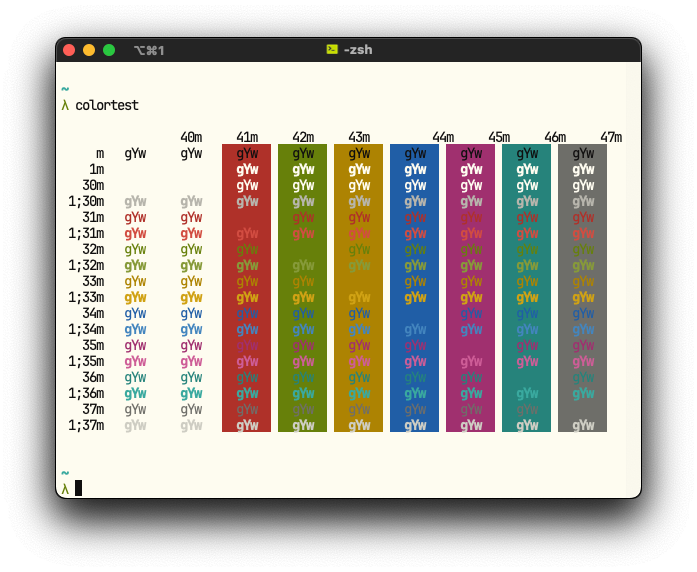 ⌥⌘1 -zsh
~
λ colortest
40m 41m 42m 43m 44m 45m 46m 47m
m gYw gYw gYw gYw gYw gYw gYw gYw gYw
1m gYw gYw gYw gYw gYw gYw gYw
30m gYw gYw gYw gYw gYw gYw gYw
1;30m gYw gYw gYw gYw gYw gYw gYw gYw gYw
31m gYw gYw gYw gYw gYw gYw gYw gYw
1;31m gYw gYw gYw gYw gYw gYw gYw gYw gYw
32m gYw gYw gYw gYw gYw gYw gYw gYw
1;32m gYw gYw gYw gYw gYw gYw gYw gYw gYw
33m gYw gYw gYw gYw gYw gYw gYw gYw
1;33m gYw gYw gYw gYw gYw gYw gYw gYw gYw
34m gYw gYw gYw gYw gYw gYw gYw gYw
1;34m gYw gYw gYw gYw gYw gYw gYw gYw gYw
35m gYw gYw gYw gYw gYw gYw gYw gYw
1;35m gYw gYw gYw gYw gYw gYw gYw gYw gYw
36m gYw gYw gYw gYw gYw gYw gYw gYw
1;36m gYw gYw gYw gYw gYw gYw gYw gYw gYw
37m gYw gYw gYw gYw gYw gYw gYw gYw
1;37m gYw gYw gYw gYw gYw gYw gYw gYw gYw
~
λ